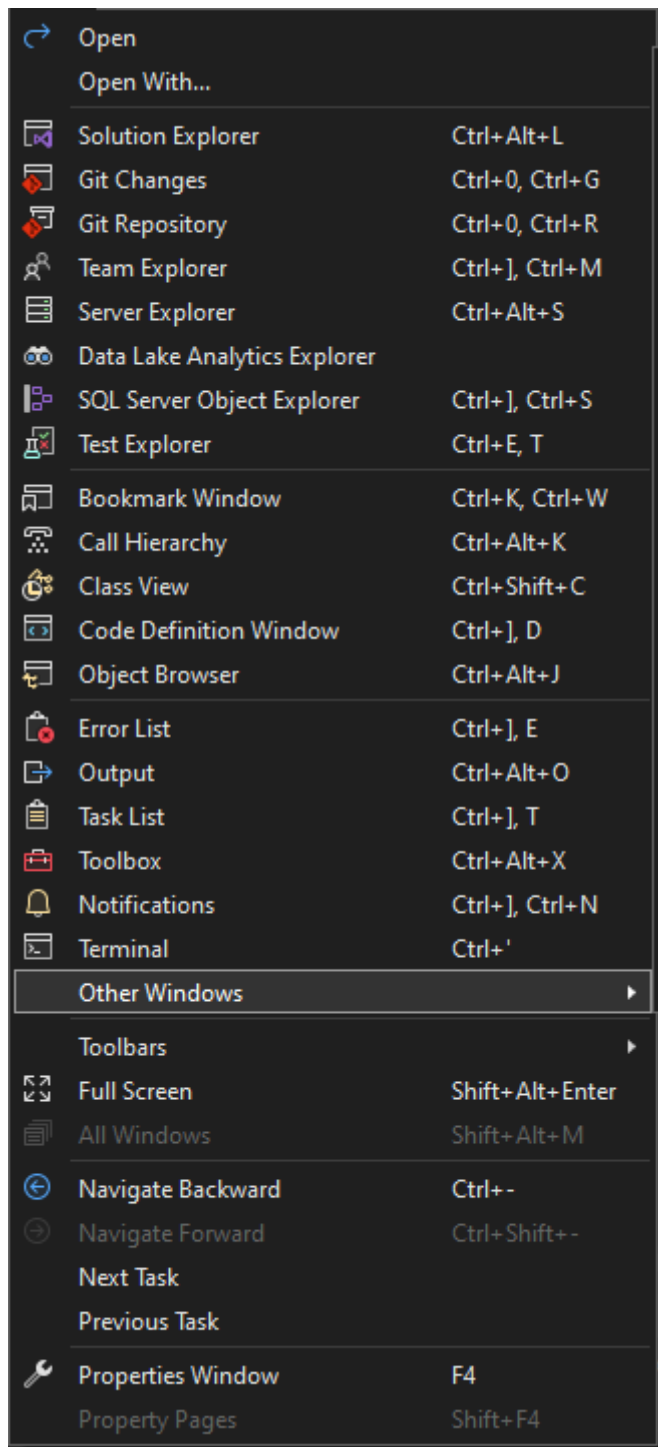 Open
Open With...
Solution Explorer Ctrl+Alt+L
Git Changes Ctrl+0, Ctrl+G
Git Repository Ctrl+0, Ctrl+R
Team Explorer Ctrl+], Ctrl+M
Server Explorer Ctrl+Alt+S
Data Lake Analytics Explorer
SQL Server Object Explorer Ctrl+], Ctrl+S
Test Explorer Ctrl+E, T
Bookmark Window Ctrl+K, Ctrl+W
Call Hierarchy Ctrl+Alt+K
Class View Ctrl+Shift+C
Code Definition Window Ctrl+], D
Object Browser Ctrl+Alt+J
Error List Ctrl+], E
Output Ctrl+Alt+O
Task List Ctrl+], T
Toolbox Ctrl+Alt+X
Notifications Ctrl+], Ctrl+N
Terminal Ctrl+'
Other Windows
Toolbars
Full Screen Shift+Alt+Enter
All Windows Shift+Alt+M
Navigate Backward Ctrl+-
Navigate Forward Ctrl+Shift+-
Next Task
Previous Task
Properties Window F4
Property Pages Shift+F4